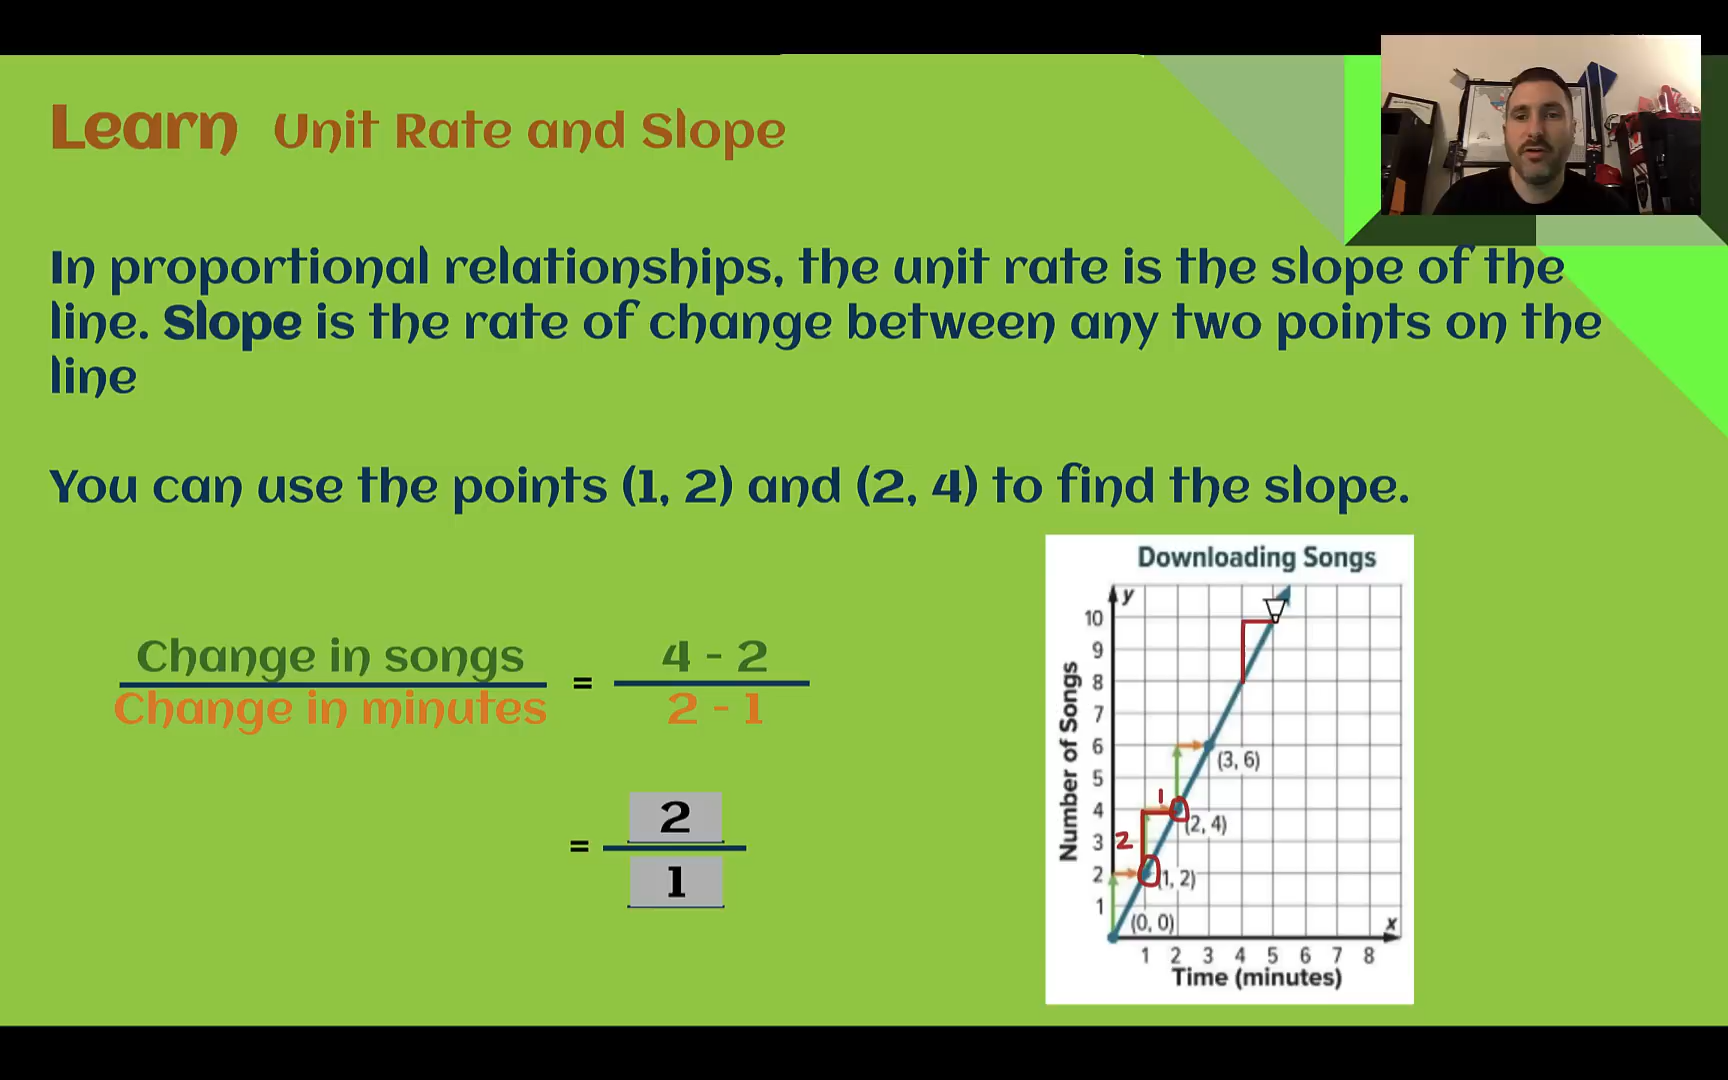 Learn Unit Rate and Slope
In proportional relationships, the unit rate is the slope of the
line. Slope is the rate of change between any two points on the
line
You can use the points (1, 2) and (2, 4) to find the slope.
Change in songs
Change in minutes
=
4 - 2
2 - 1
=
2
1
Downloading Songs
y
10
9
8
7
6
5
4
3
2
1
Number of Songs
(3, 6)
1
(2, 4)
2
(1, 2)
(0, 0)
x
1 2 3 4 5 6 7 8
Time (minutes)